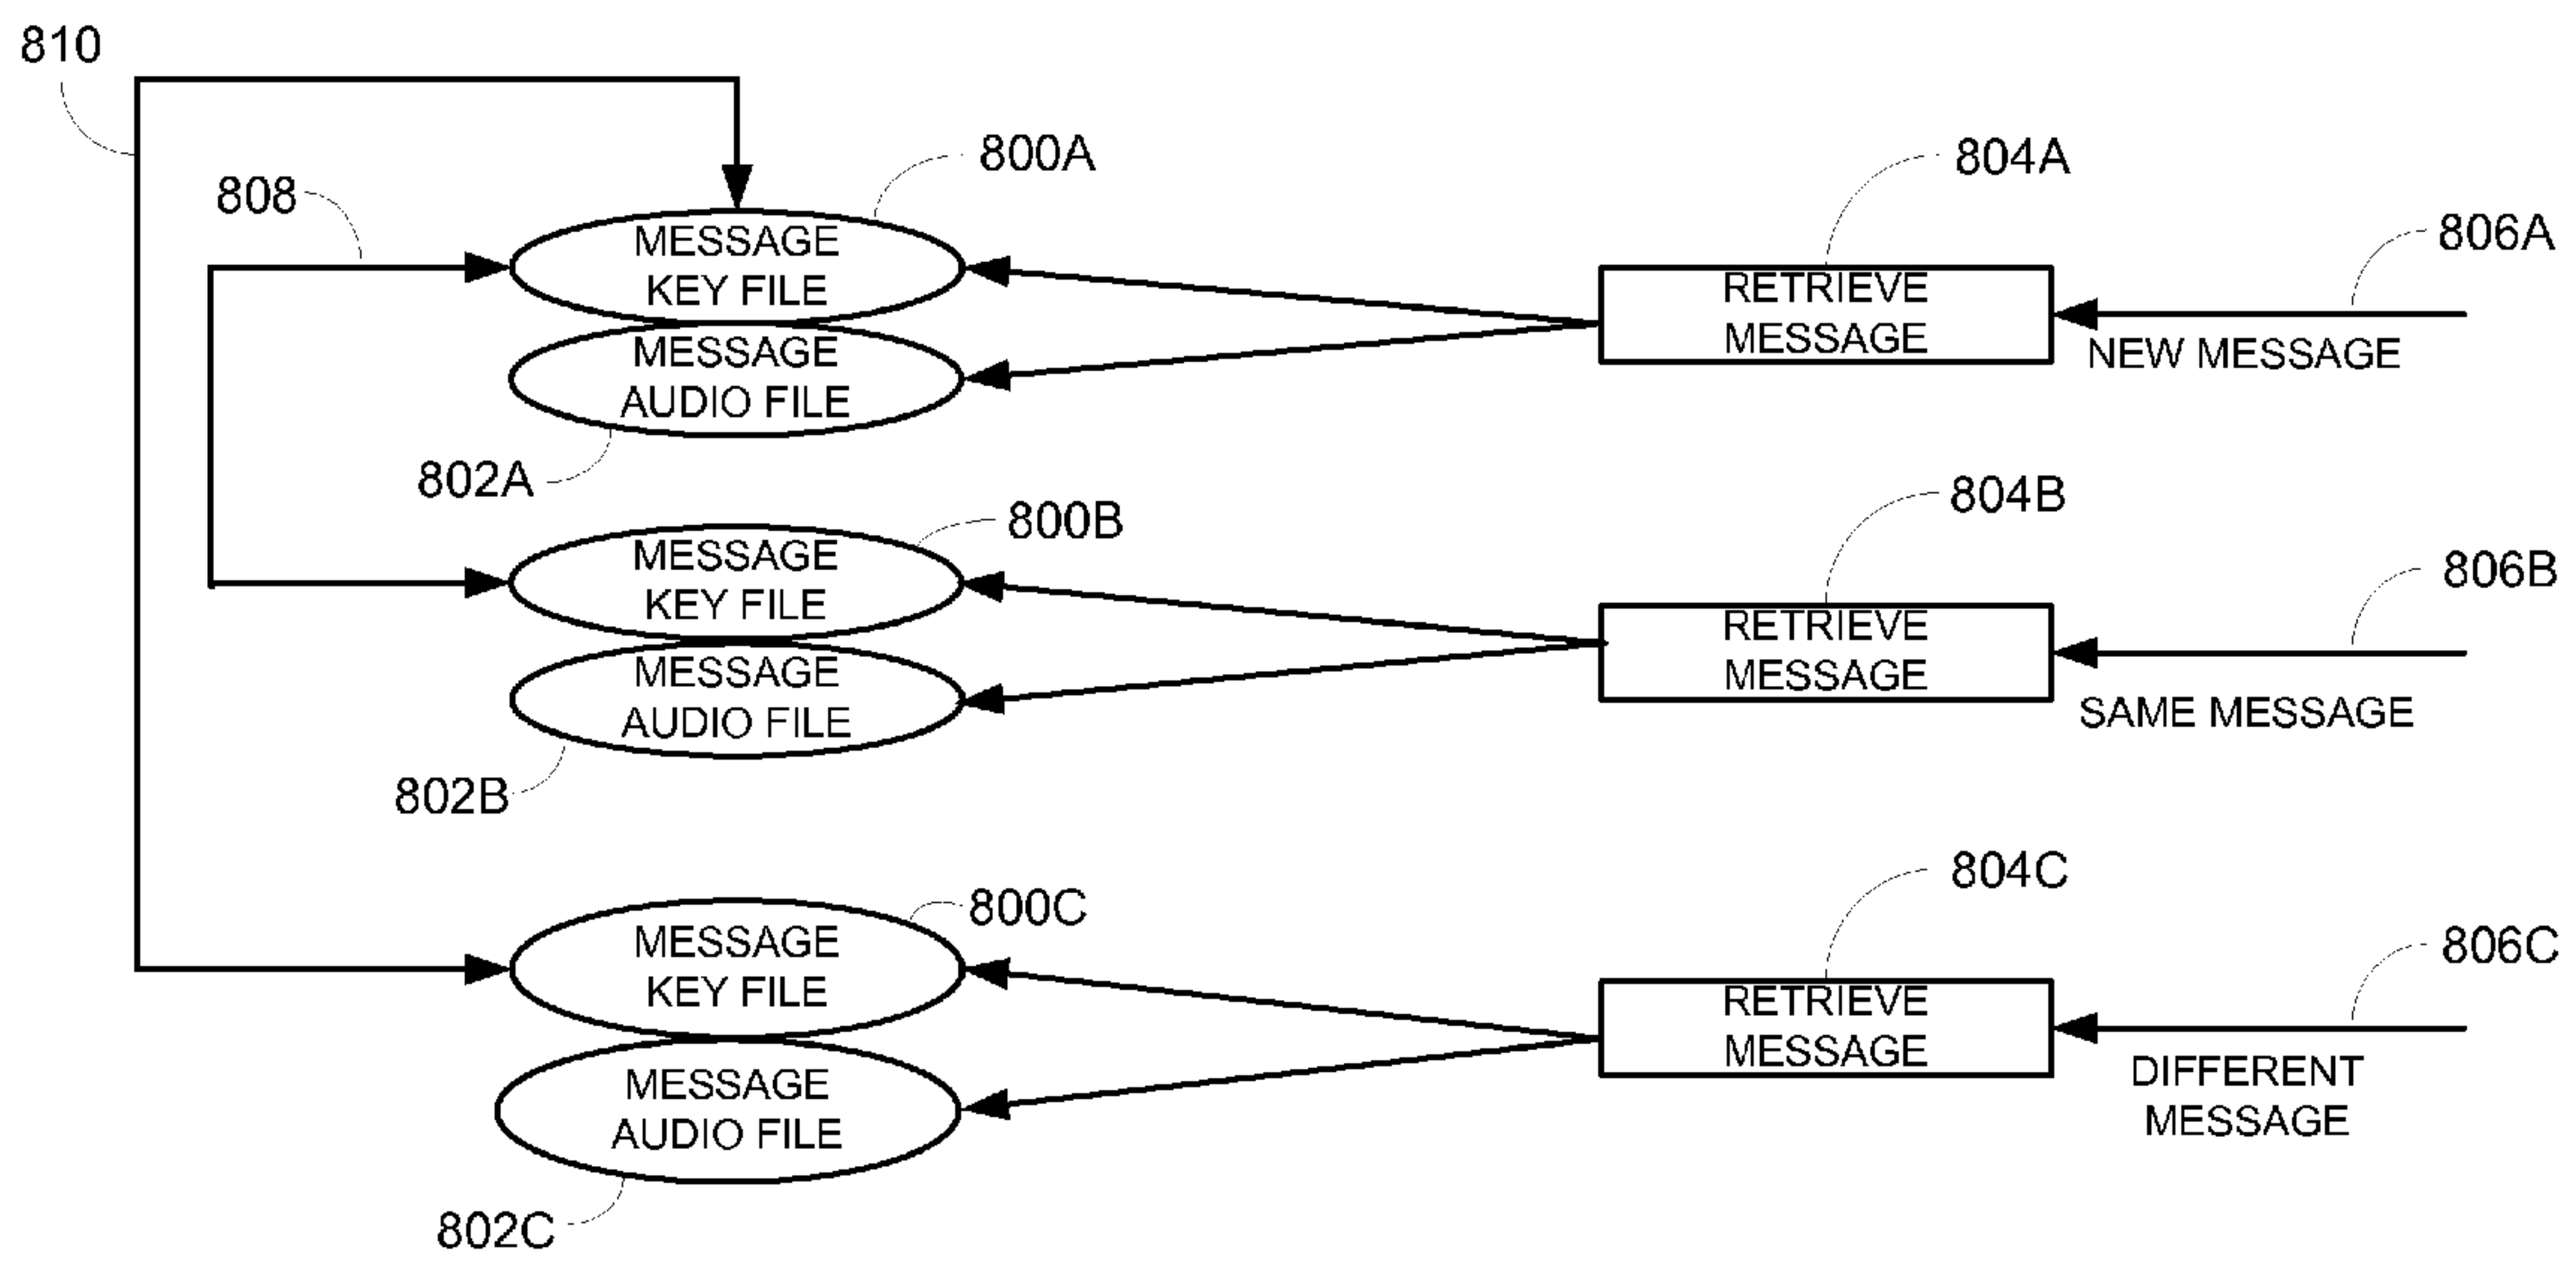 810
808
800A
804A
806A
MESSAGE
KEY FILE
RETRIEVE
MESSAGE
NEW MESSAGE
MESSAGE
AUDIO FILE
802A
800B
804B
806B
MESSAGE
KEY FILE
RETRIEVE
MESSAGE
SAME MESSAGE
MESSAGE
AUDIO FILE
802B
800C
804C
806C
MESSAGE
KEY FILE
RETRIEVE
MESSAGE
DIFFERENT
MESSAGE
MESSAGE
AUDIO FILE
802C